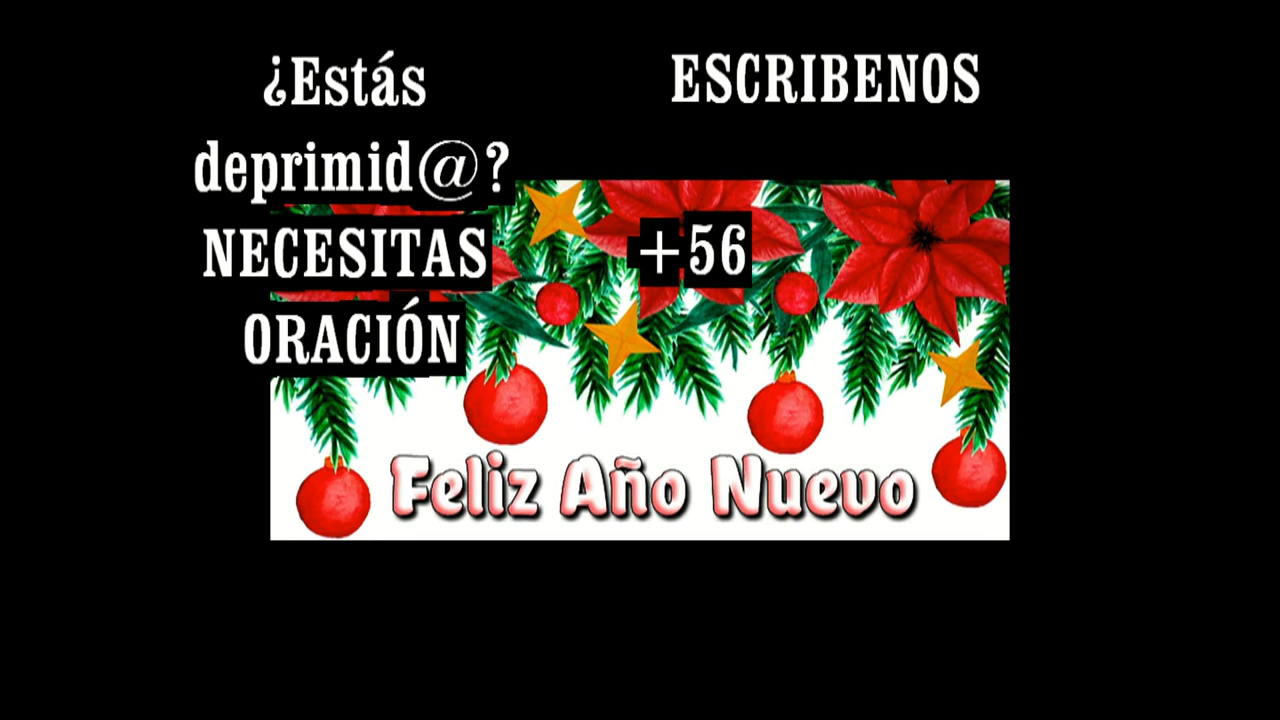 ¿Estás
deprimid@?
NECESITAS
ORACIÓN
ESCRIBENOS
+56
Feliz Año Nuevo